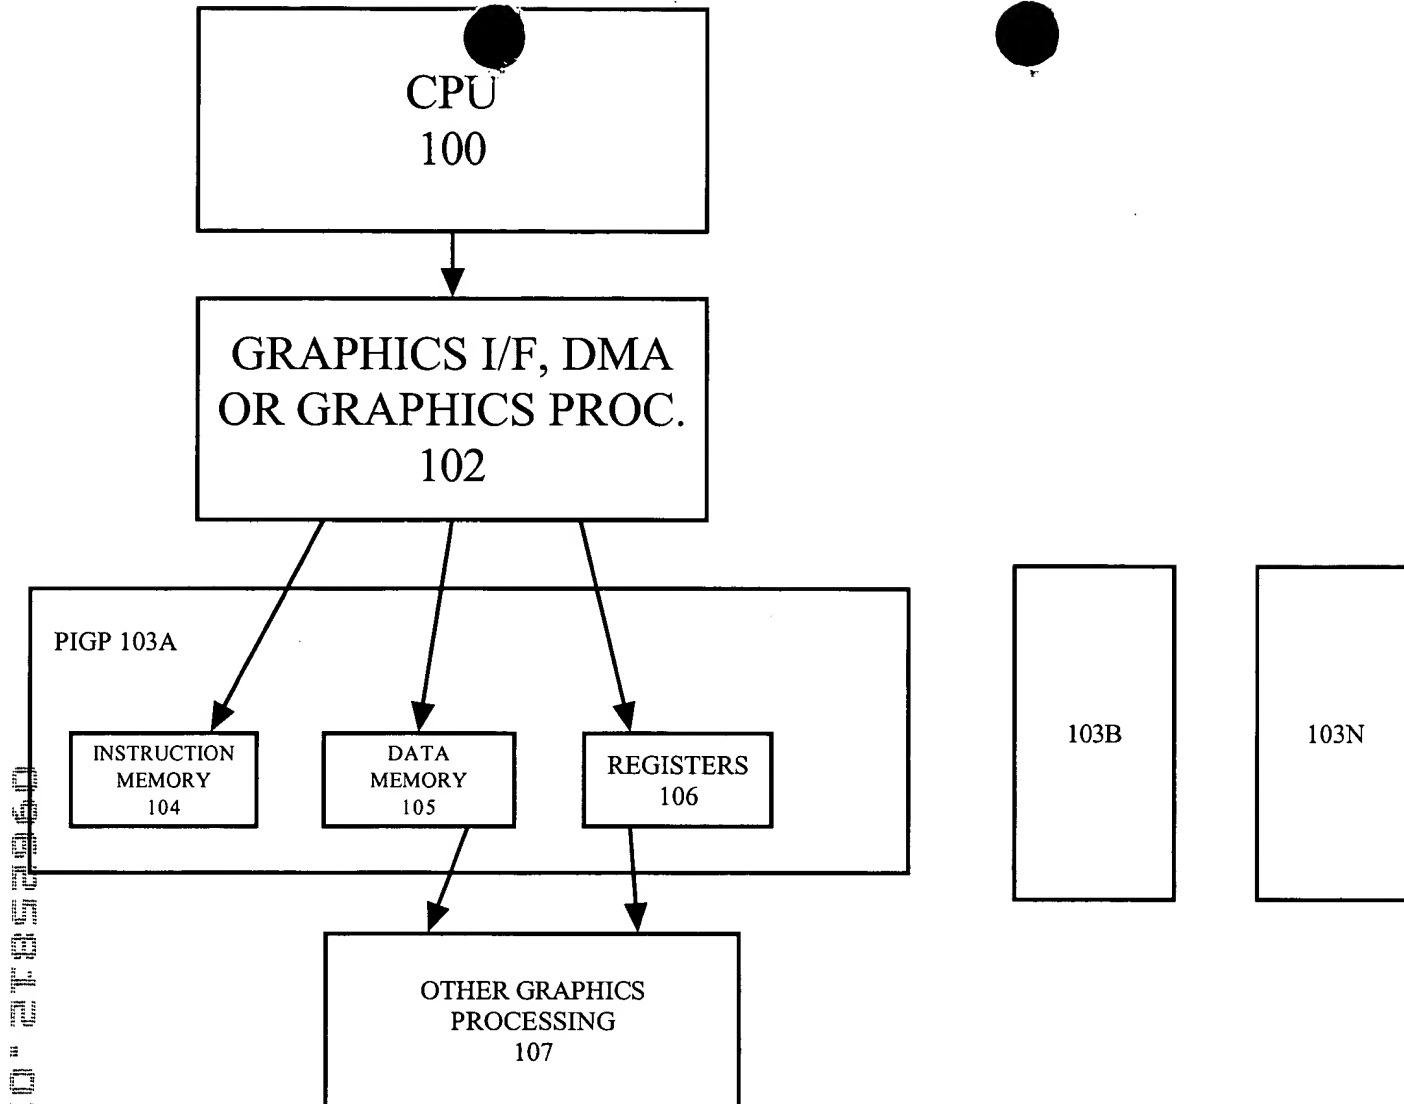 CPU
100
GRAPHICS I/F, DMA
OR GRAPHICS PROC.
102
PIGP 103A
INSTRUCTION
MEMORY
104
DATA
MEMORY
105
REGISTERS
106
103B
103N
OTHER GRAPHICS
PROCESSING
107